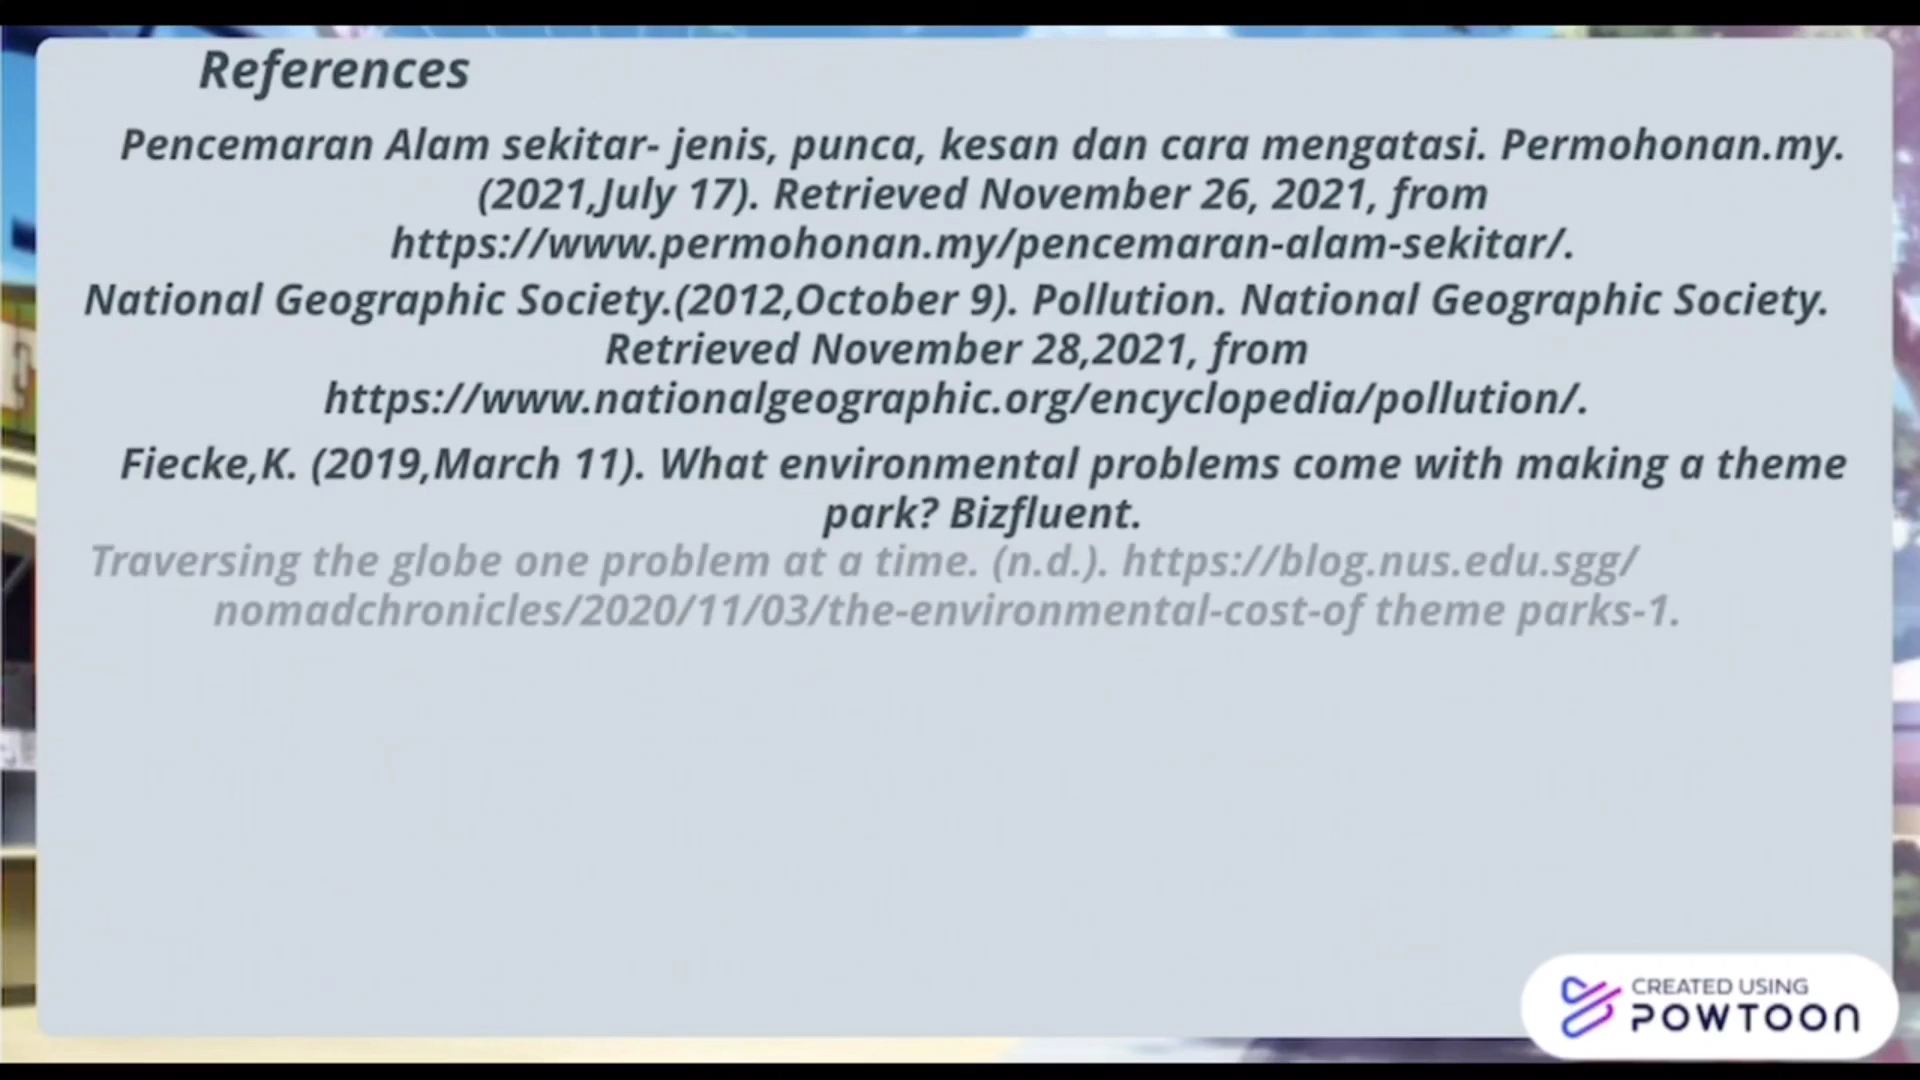 References
Pencemaran Alam sekitar- jenis, punca, kesan dan cara mengatasi. Permohonan.my.
(2021,July 17). Retrieved November 26, 2021, from
https://www.permohonan.my/pencemaran-alam-sekitar/.
National Geographic Society.(2012,October 9). Pollution. National Geographic Society.
Retrieved November 28,2021, from
https://www.nationalgeographic.org/encyclopedia/pollution/.
Fiecke,K. (2019,March 11). What environmental problems come with making a theme
park? Bizfluent.
Traversing the globe one problem at a time. (n.d.). https://blog.nus.edu.sgg/
nomadchronicles/2020/11/03/the-environmental-cost-of theme parks-1.
CREATED USING
POWTOON